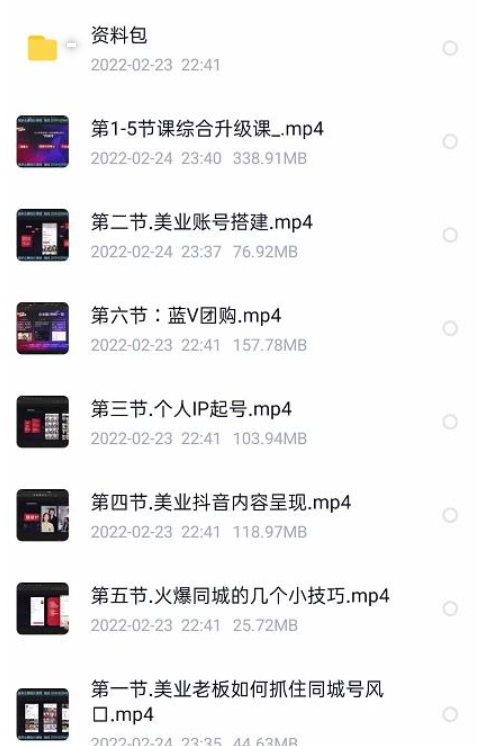 资料包
2022-02-23 22:41
第1-5节课综合升级课_.mp4
2022-02-24 23:40 338.91MB
第二节.美业账号搭建.mp4
2022-02-24 23:37 76.92MB
第六节：蓝V团购.mp4
2022-02-23 22:41 157.78MB
第三节.个人IP起号.mp4
2022-02-23 22:41 103.94MB
第四节.美业抖音内容呈现.mp4
2022-02-23 22:41 118.97MB
第五节.火爆同城的几个小技巧.mp4
2022-02-23 22:41 25.72MB
第一节.美业老板如何抓住同城号风
口.mp4
2022-02-24 23:35 44.63MB